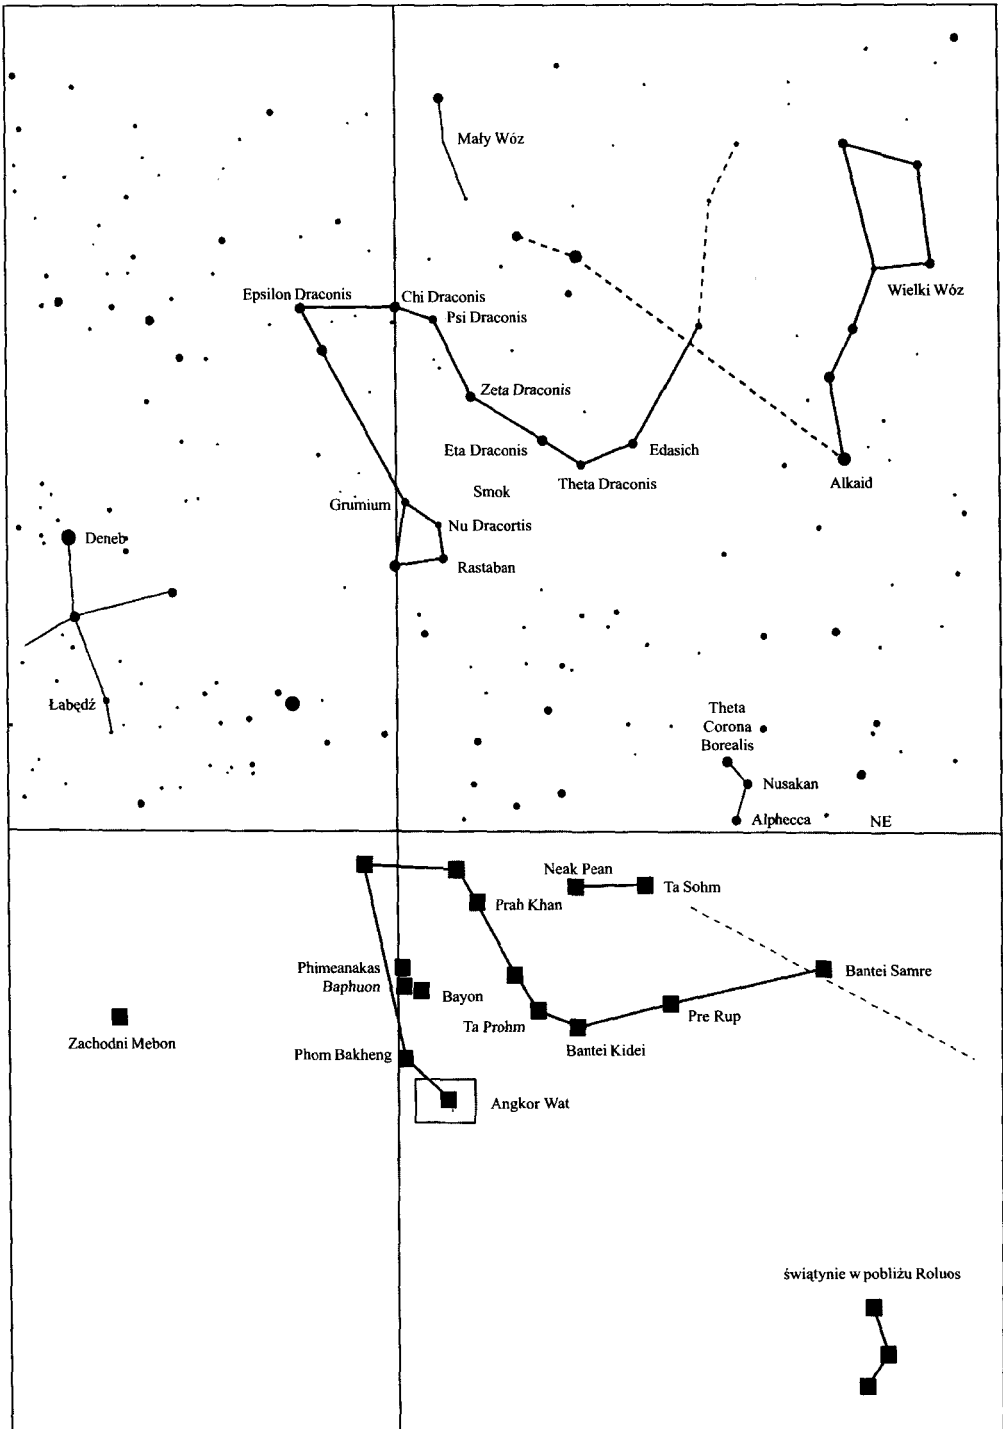 Mały Wóz
Wielki Wóz
Epsilon Draconis
Chi Draconis
Psi Draconis
Zeta Draconis
Eta Draconis
Edasich
Theta Draconis
Alkaid
Smok
Grumium
Nu Dracortis
Rastaban
Deneb
Łabędź
Theta
Corona
Borealis
Nusakan
Alphecca
NE
Neak Pean
Ta Sohm
Prah Khan
Phimeanakas
Baphuon
Bayon
Bantei Samre
Zachodni Mebon
Ta Prohm
Pre Rup
Bantei Kidei
Phom Bakheng
Angkor Wat
świątynie w pobliżu Roluos